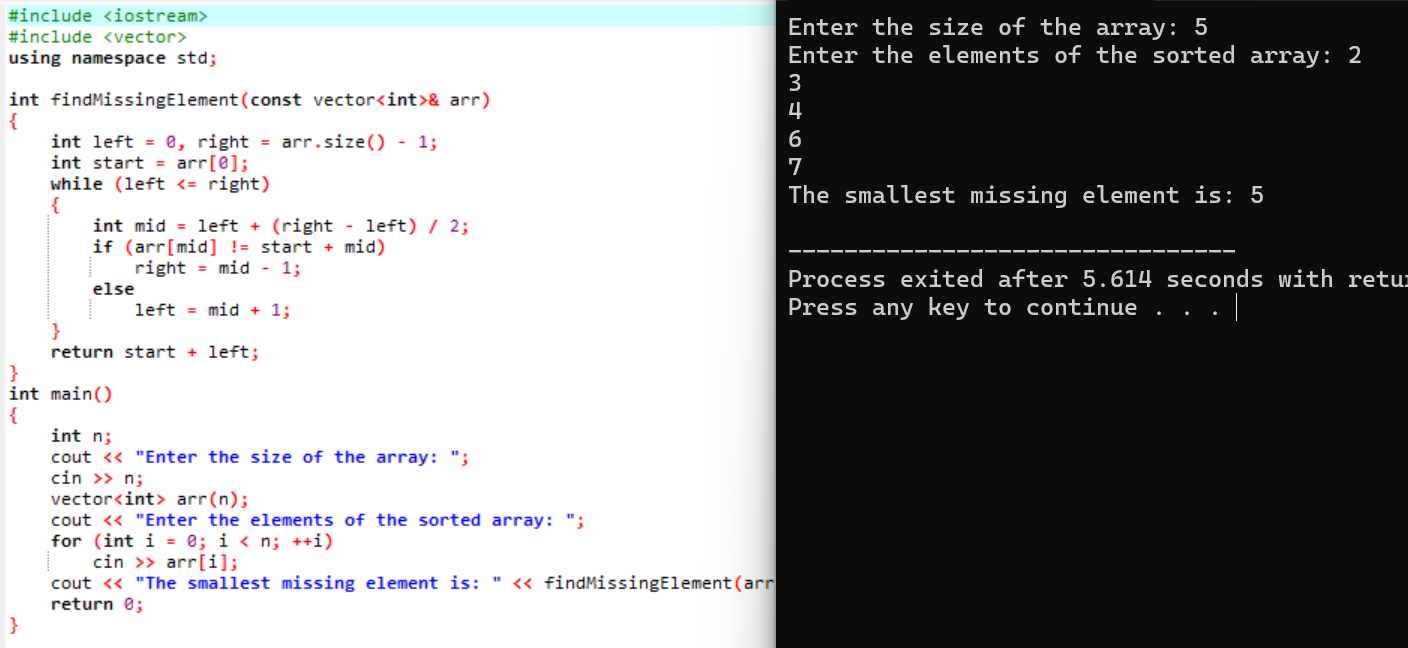 #include <iostream>
#include <vector>
using namespace std;

int findMissingElement(const vector<int>& arr)
{
    int left = 0, right = arr.size() - 1;
    int start = arr[0];
    while (left <= right)
    {
        int mid = left + (right - left) / 2;
        if (arr[mid] != start + mid)
            right = mid - 1;
        else
            left = mid + 1;
    }
    return start + left;
}
int main()
{
    int n;
    cout << "Enter the size of the array: ";
    cin >> n;
    vector<int> arr(n);
    cout << "Enter the elements of the sorted array: ";
    for (int i = 0; i < n; ++i)
        cin >> arr[i];
    cout << "The smallest missing element is: " << findMissingElement(arr
    return 0;
}
Enter the size of the array: 5
Enter the elements of the sorted array: 2
3
4
6
7
The smallest missing element is: 5

--------------------------------
Process exited after 5.614 seconds with
Press any key to continue . . .